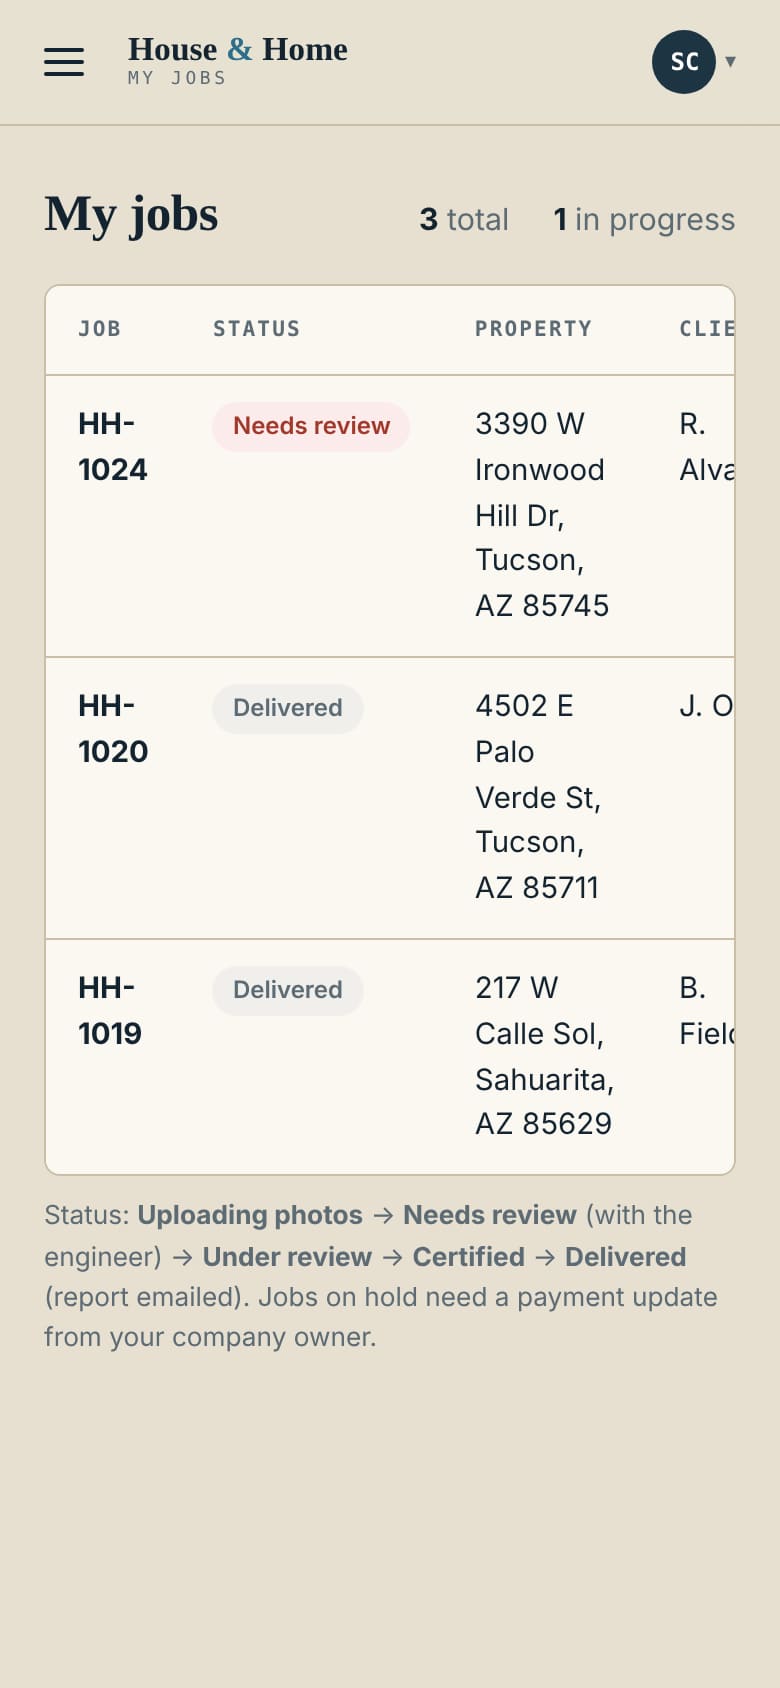 House & Home
MY JOBS
SC ▼
My jobs
3 total 1 in progress
JOB STATUS PROPERTY CLIE
HH-
1024
Needs review
3390 W
Ironwood
Hill Dr,
Tucson,
AZ 85745
R.
Alva
HH-
1020
Delivered
4502 E
Palo
Verde St,
Tucson,
AZ 85711
J. O
HH-
1019
Delivered
217 W
Calle Sol,
Sahuarita,
AZ 85629
B.
Field
Status: Uploading photos → Needs review (with the
engineer) → Under review → Certified → Delivered
(report emailed). Jobs on hold need a payment update
from your company owner.